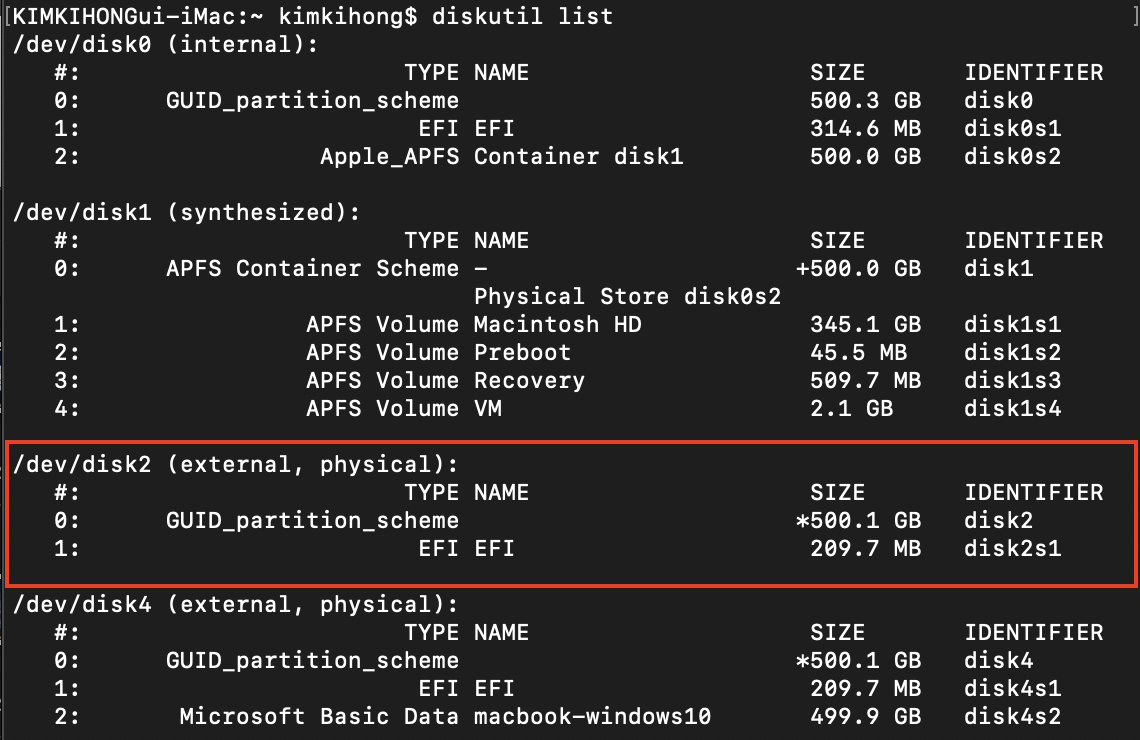 [KIMKIHONGui-iMac:~ kimkihong$ diskutil list ]
/dev/disk0 (internal):
#: TYPE NAME SIZE IDENTIFIER
0: GUID_partition_scheme 500.3 GB disk0
1: EFI EFI 314.6 MB disk0s1
2: Apple_APFS Container disk1 500.0 GB disk0s2
/dev/disk1 (synthesized):
#: TYPE NAME SIZE IDENTIFIER
0: APFS Container Scheme - +500.0 GB disk1
Physical Store disk0s2
1: APFS Volume Macintosh HD 345.1 GB disk1s1
2: APFS Volume Preboot 45.5 MB disk1s2
3: APFS Volume Recovery 509.7 MB disk1s3
4: APFS Volume VM 2.1 GB disk1s4
/dev/disk2 (external, physical):
#: TYPE NAME SIZE IDENTIFIER
0: GUID_partition_scheme *500.1 GB disk2
1: EFI EFI 209.7 MB disk2s1
/dev/disk4 (external, physical):
#: TYPE NAME SIZE IDENTIFIER
0: GUID_partition_scheme *500.1 GB disk4
1: EFI EFI 209.7 MB disk4s1
2: Microsoft Basic Data macbook-windows10 499.9 GB disk4s2